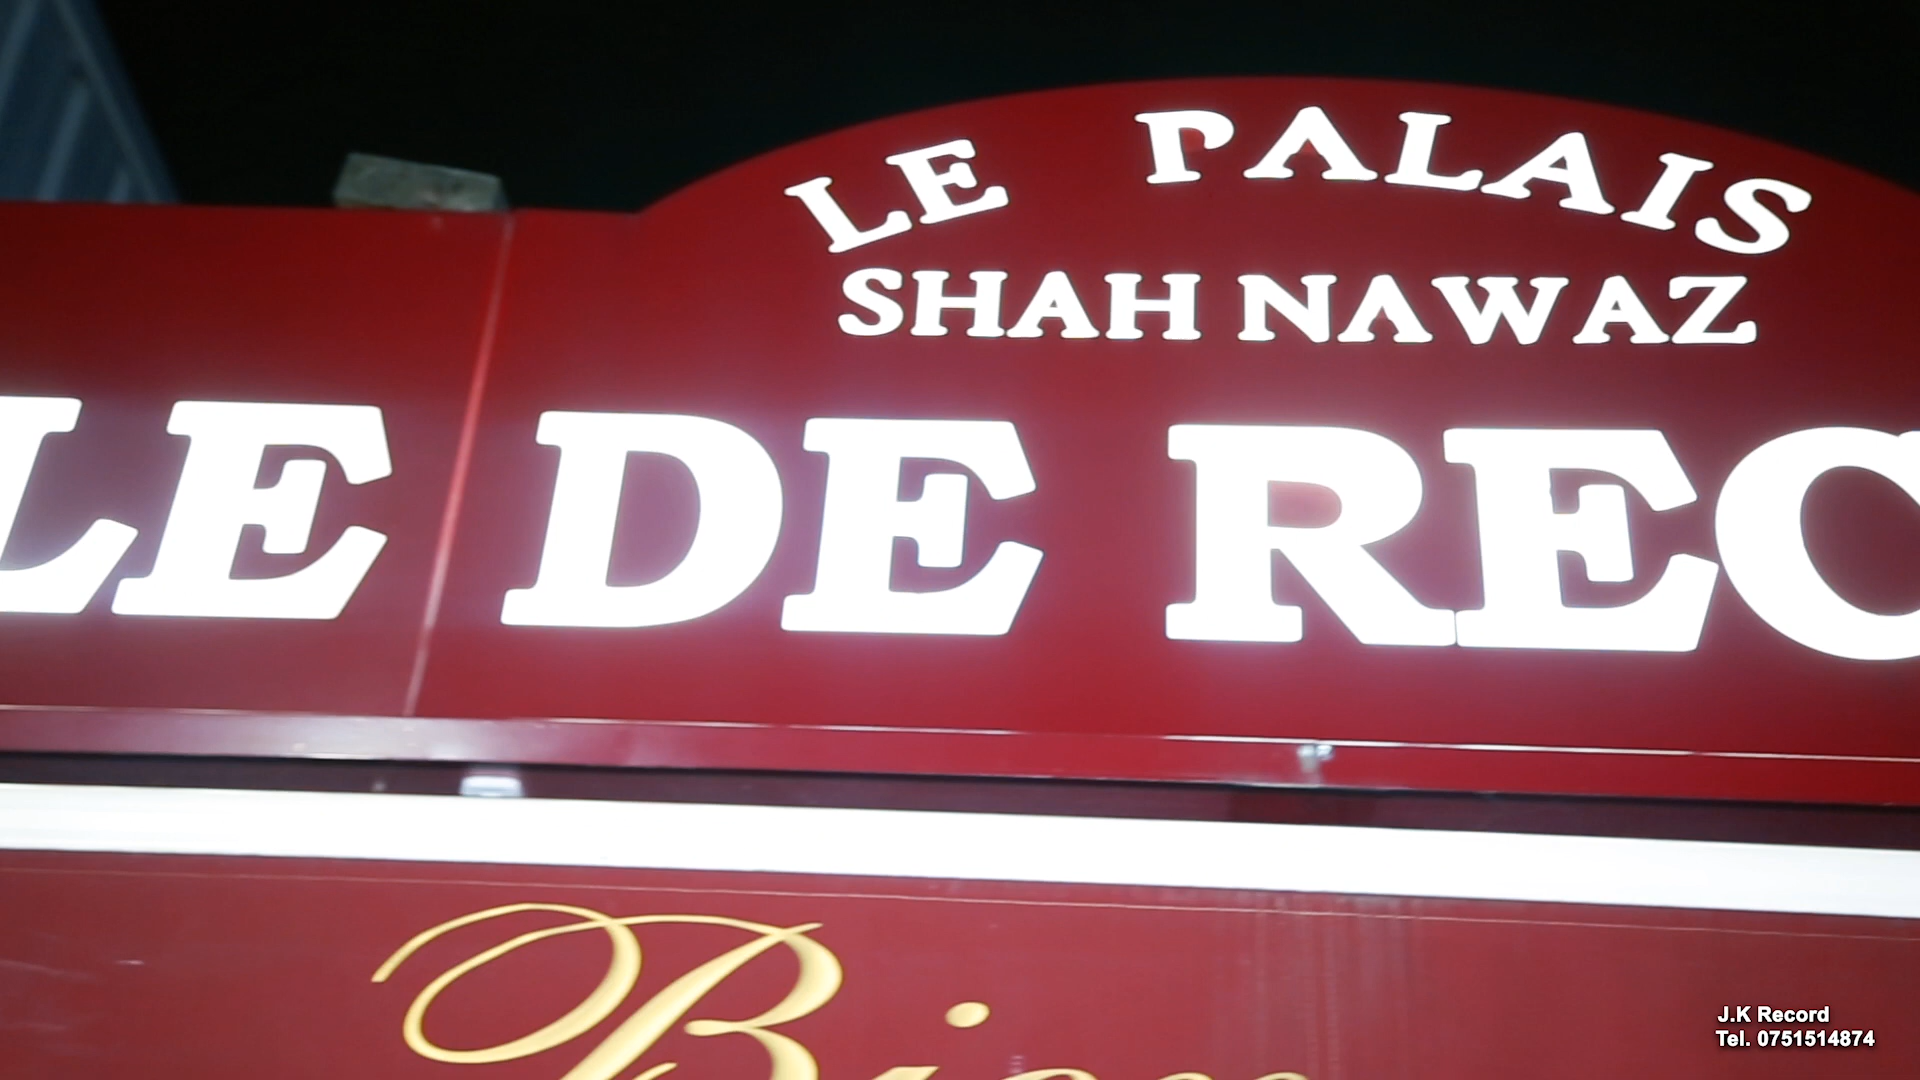 LE PALAIS
SHAH NAWAZ
LE DE REC
J.K Record
Tel. 0751514874